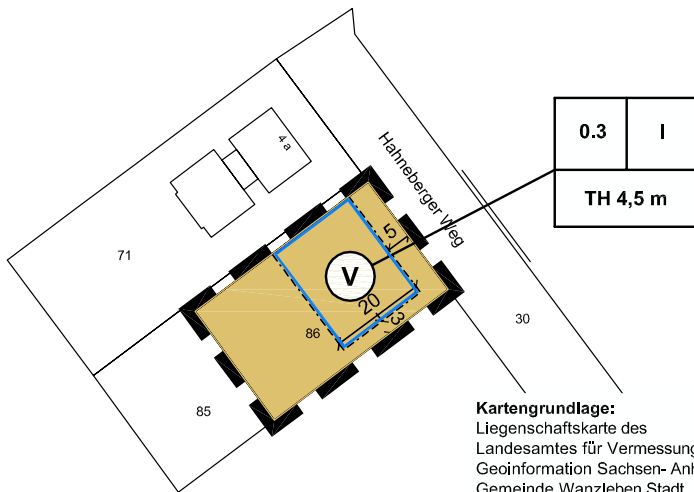 4 a
Hahneberger Weg
0.3 I
TH 4,5 m
71
5
V
20
3
86
30
85
Kartengrundlage:
Liegenschaftskarte des
Landesamtes für Vermessung
Geoinformation Sachsen- Anh
Gemeinde Wanzleben Stadt